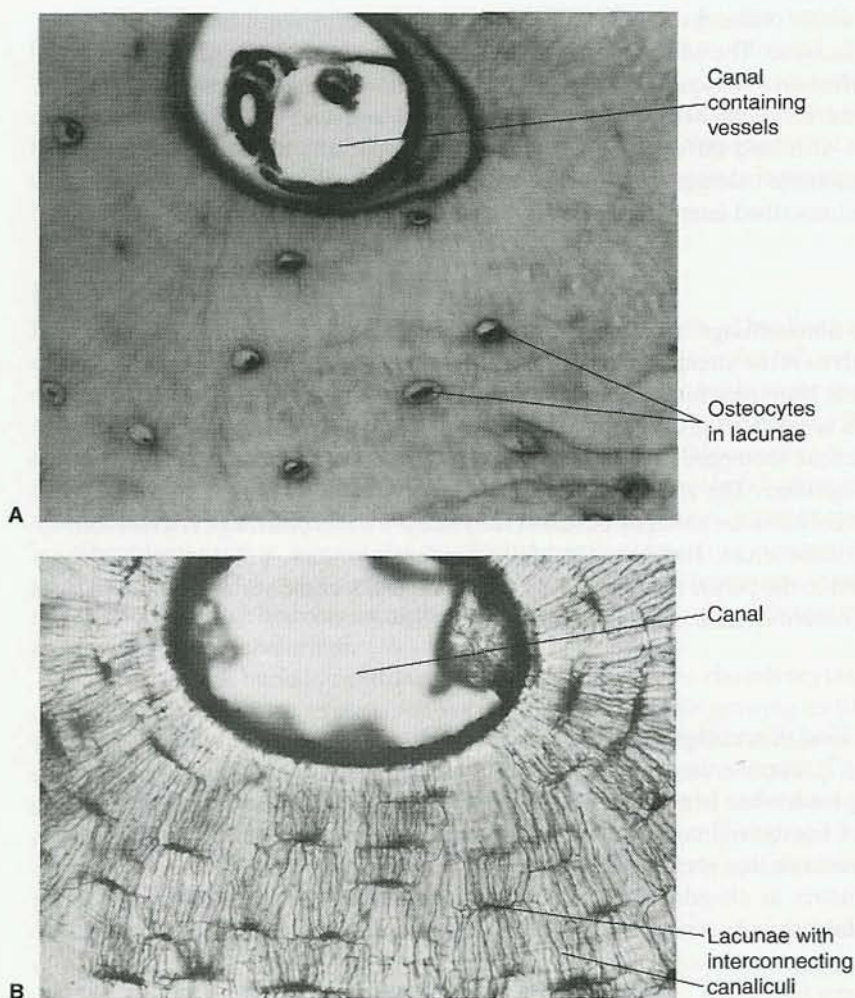 Canal
containing
vessels
Osteocytes
in lacunae
A
Canal
Lacunae with
interconnecting
canaliculi
B